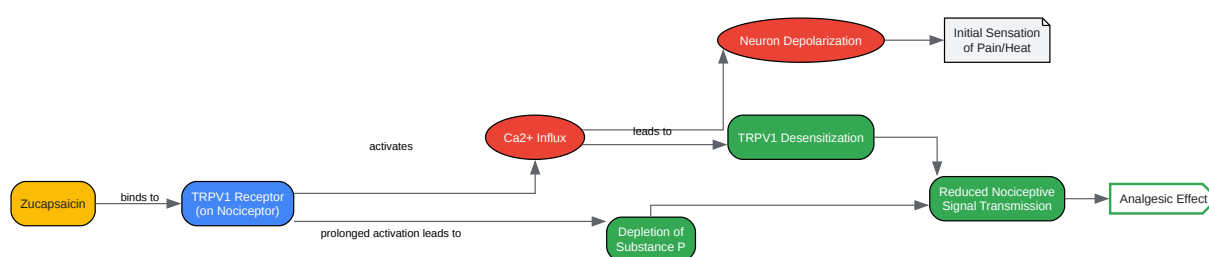 Zucapsaicin
binds to
TRPV1 Receptor
(on Nociceptor)
activates
prolonged activation leads to
Ca2+ Influx
leads to
Neuron Depolarization
Initial Sensation
of Pain/Heat
TRPV1 Desensitization
Depletion of
Substance P
Reduced Nociceptive
Signal Transmission
Analgesic Effect